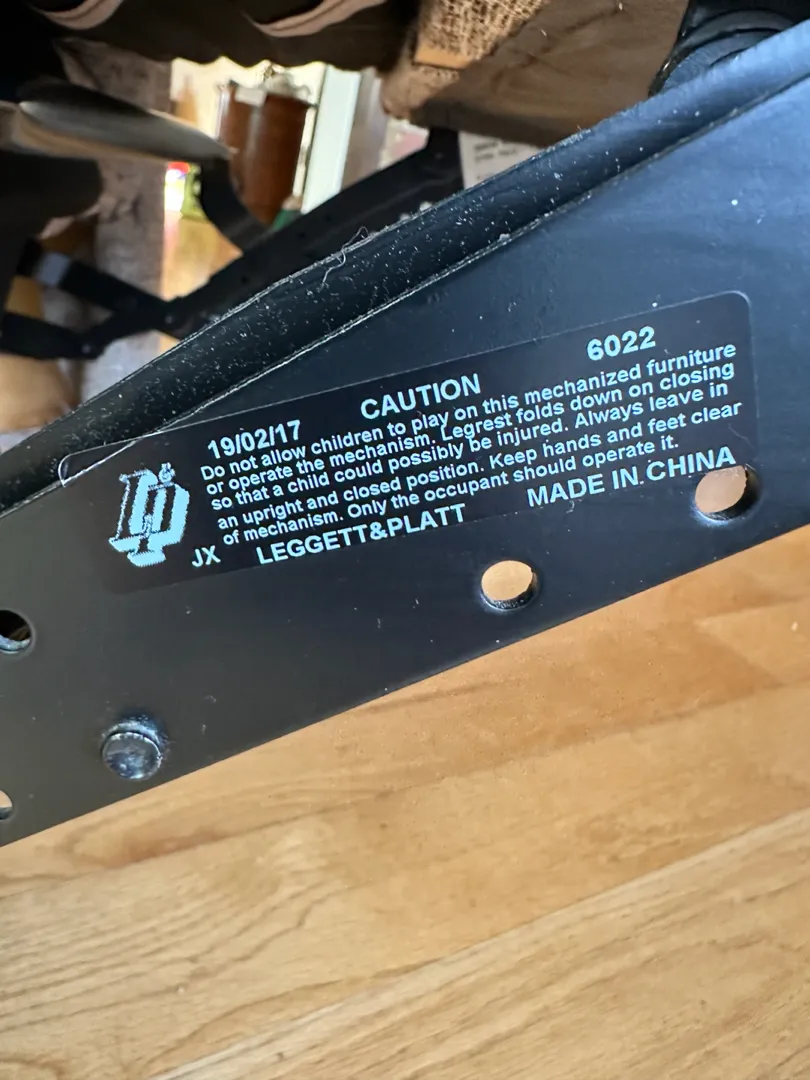 19/02/17 CAUTION 6022
Do not allow children to play on this mechanized furniture
or operate the mechanism. Legrest folds down on closing
so that a child could possibly be injured. Always leave in
an upright and closed position. Keep hands and feet clear
of mechanism. Only the occupant should operate it.
JX LEGGETT&PLATT MADE IN CHINA